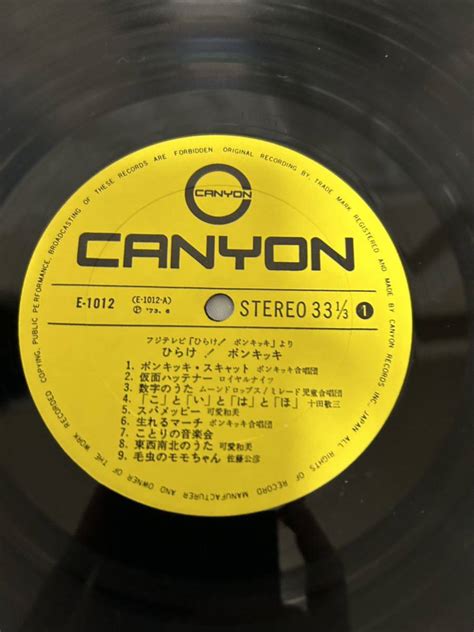 CANYON
CANYON
E-1012 (E-1012-A) STEREO 33 1/3 1
Ⓟ '73. 6
フジテレビ「ひらけ! ポンキッキ」より
ひらけ! ポンキッキ
1. ポンキッキ・スキャット ポンキッキ合唱団
2. 仮面ハッテナー ロイヤルナイツ
3. 数字のうた ムーンドロップス/ミレード児童合唱団
4. 「こ」と「い」と「は」と「ほ」 十田敬三
5. スパメッピー 可愛和美
6. 生れるマーチ ポンキッキ合唱団
7. ことりの音楽会
8. 東西南北のうた 可愛和美
9. 毛虫のモモちゃん 佐藤公彦
COPYING, PUBLIC PERFORMANCE, BROADCASTING OF THESE RECORDS ARE FORBIDDEN. ORIGINAL RECORDING BY, TRADE MARK REGISTERED AND MADE BY CANYON RECORDS INC. JAPAN ALL RIGHTS OF RECORD MANUFACTURER AND OWNER OF THE WORK RECORDED